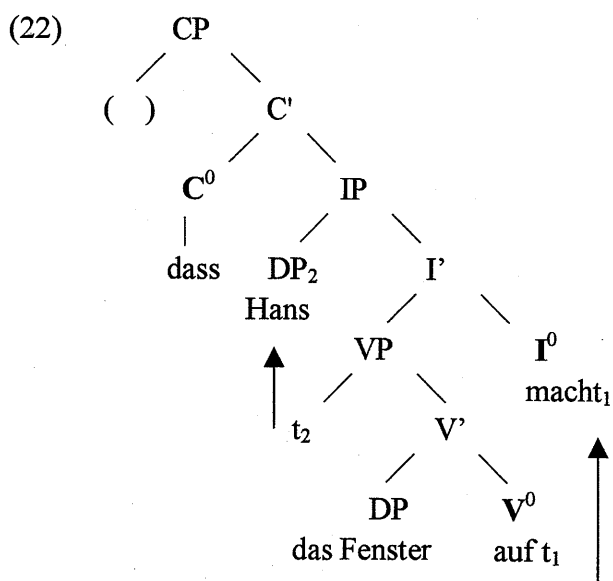 (22) CP
( ) C'
C⁰ IP
dass DP₂ I’
Hans
VP I⁰
macht₁
t₂ V’
DP V⁰
das Fenster auf t₁